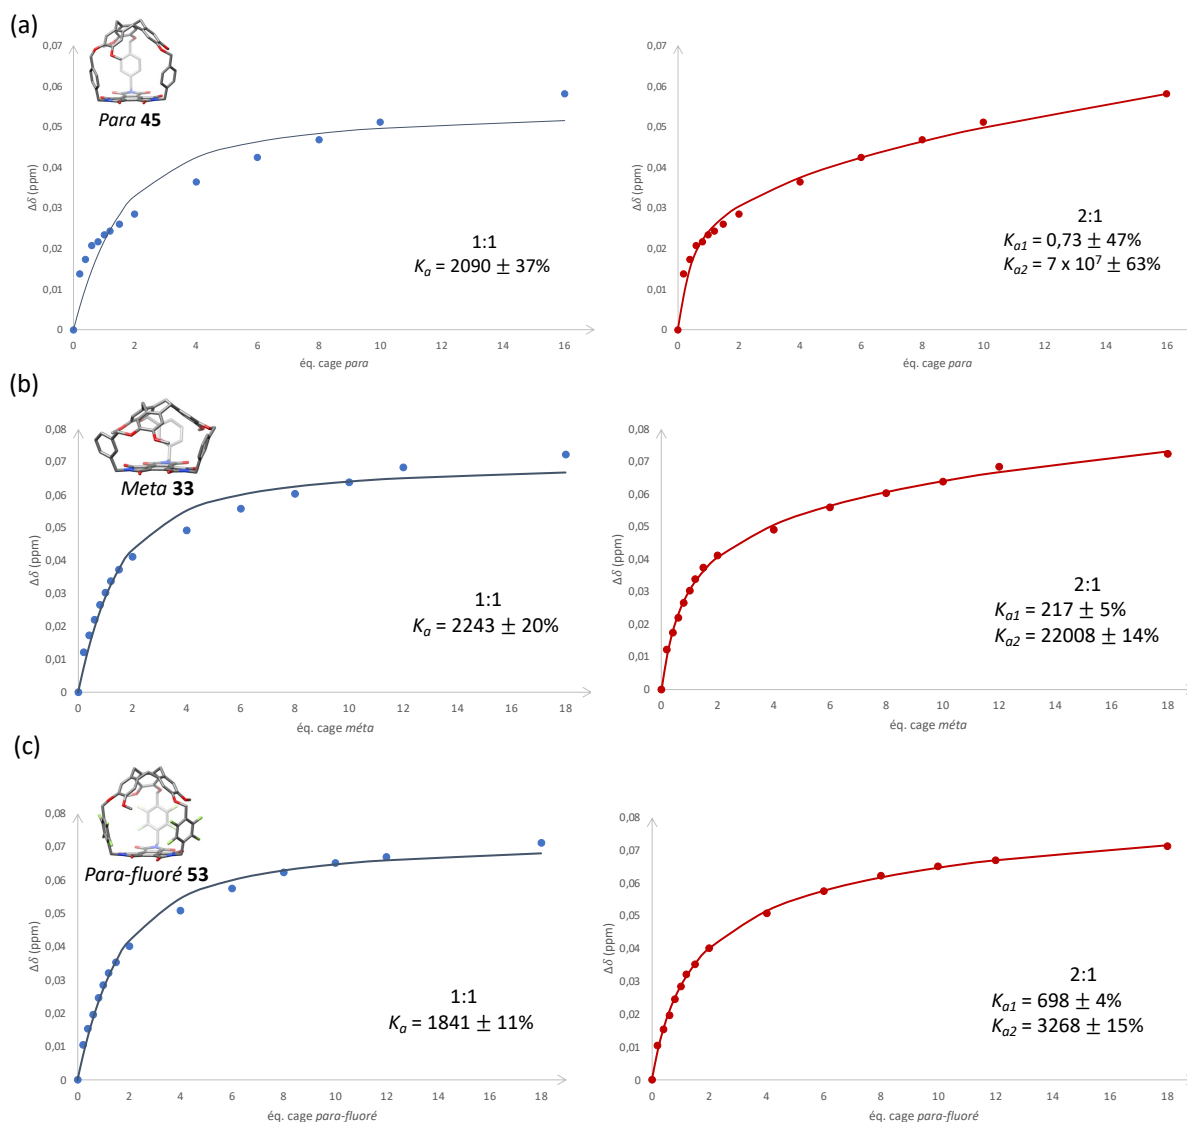 (a)
0,07
0,06
0,05
0,04
0,03
0,02
0,01
0
Δδ (ppm)
0 2 4 6 8 10 12 14 16
éq. cage para
Para 45
1:1
Ka = 2090 ± 37%
0,07
0,06
0,05
0,04
0,03
0,02
0,01
0
Δδ (ppm)
0 2 4 6 8 10 12 14 16
éq. cage para
2:1
Ka1 = 0,73 ± 47%
Ka2 = 7 x 10⁷ ± 63%
(b)
0,08
0,07
0,06
0,05
0,04
0,03
0,02
0,01
0
Δδ (ppm)
0 2 4 6 8 10 12 14 16 18
éq. cage méta
Meta 33
1:1
Ka = 2243 ± 20%
0,08
0,07
0,06
0,05
0,04
0,03
0,02
0,01
0
Δδ (ppm)
0 2 4 6 8 10 12 14 16 18
éq. cage méta
2:1
Ka1 = 217 ± 5%
Ka2 = 22008 ± 14%
(c)
0,08
0,07
0,06
0,05
0,04
0,03
0,02
0,01
0
Δδ (ppm)
0 2 4 6 8 10 12 14 16 18
éq. cage para-fluoré
Para-fluoré 53
1:1
Ka = 1841 ± 11%
0,08
0,07
0,06
0,05
0,04
0,03
0,02
0,01
0
Δδ (ppm)
0 2 4 6 8 10 12 14 16 18
éq. cage para-fluoré
2:1
Ka1 = 698 ± 4%
Ka2 = 3268 ± 15%